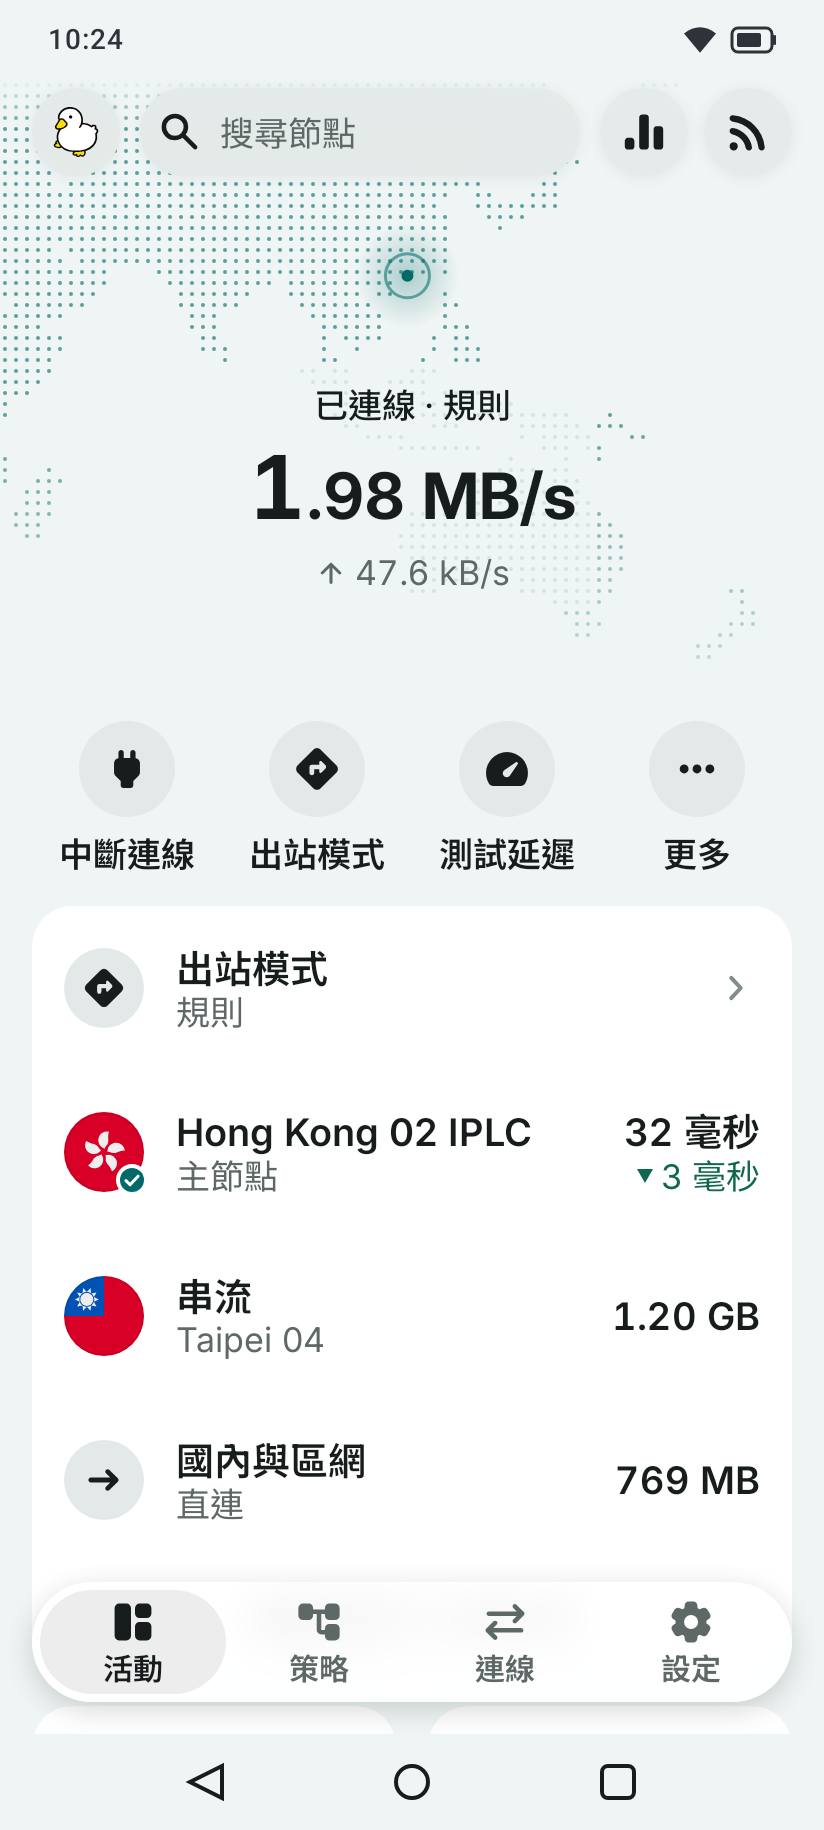 10:24
搜尋節點
已連線 · 規則
1.98 MB/s
↑ 47.6 kB/s
中斷連線
出站模式
測試延遲
更多
出站模式
規則
Hong Kong 02 IPLC
32 毫秒
主節點
▼3 毫秒
串流
Taipei 04
1.20 GB
國內與區網
直連
769 MB
活動
策略
連線
設定